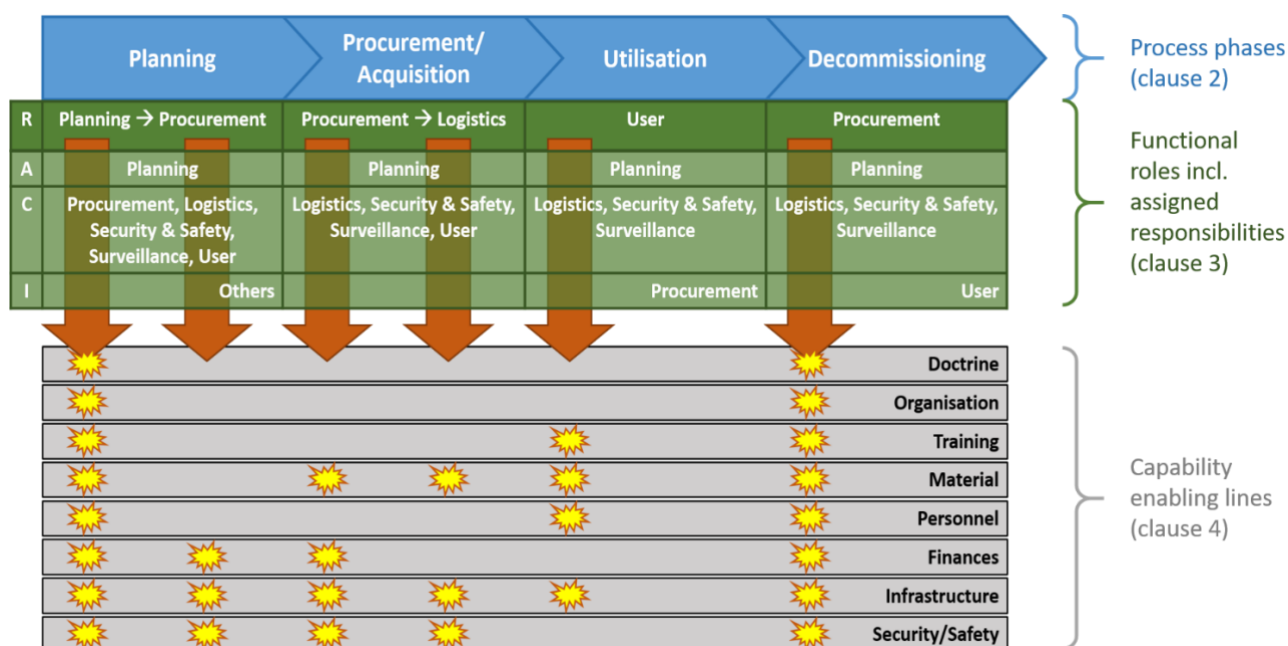 Planning
Procurement/
Acquisition
Utilisation
Decommissioning
Process phases
(clause 2)
R
Planning → Procurement
Procurement → Logistics
User
Procurement
A
Planning
Planning
Planning
Planning
C
Procurement, Logistics,
Security & Safety,
Surveillance, User
Logistics, Security & Safety,
Surveillance, User
Logistics, Security & Safety,
Surveillance
Logistics, Security & Safety,
Surveillance
I
Others
Procurement
User
Functional
roles incl.
assigned
responsibilities
(clause 3)
Doctrine
Organisation
Training
Material
Personnel
Finances
Infrastructure
Security/Safety
Capability
enabling lines
(clause 4)